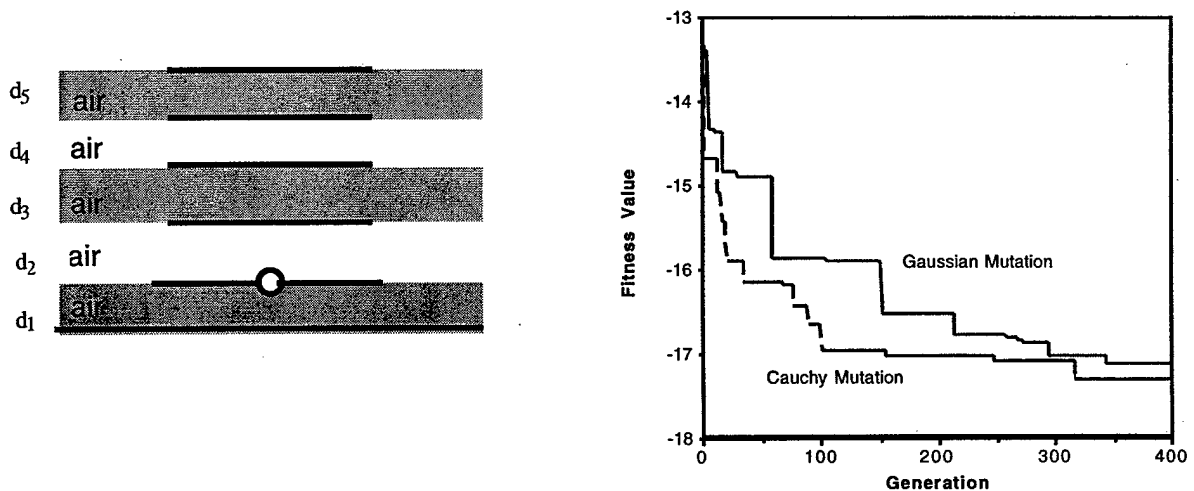 d5
air
d4
air
d3
air
d2
air
d1
air
-13
-14
-15
-16
-17
-18
Fitness Value
Gaussian Mutation
Cauchy Mutation
0
100
200
300
400
Generation